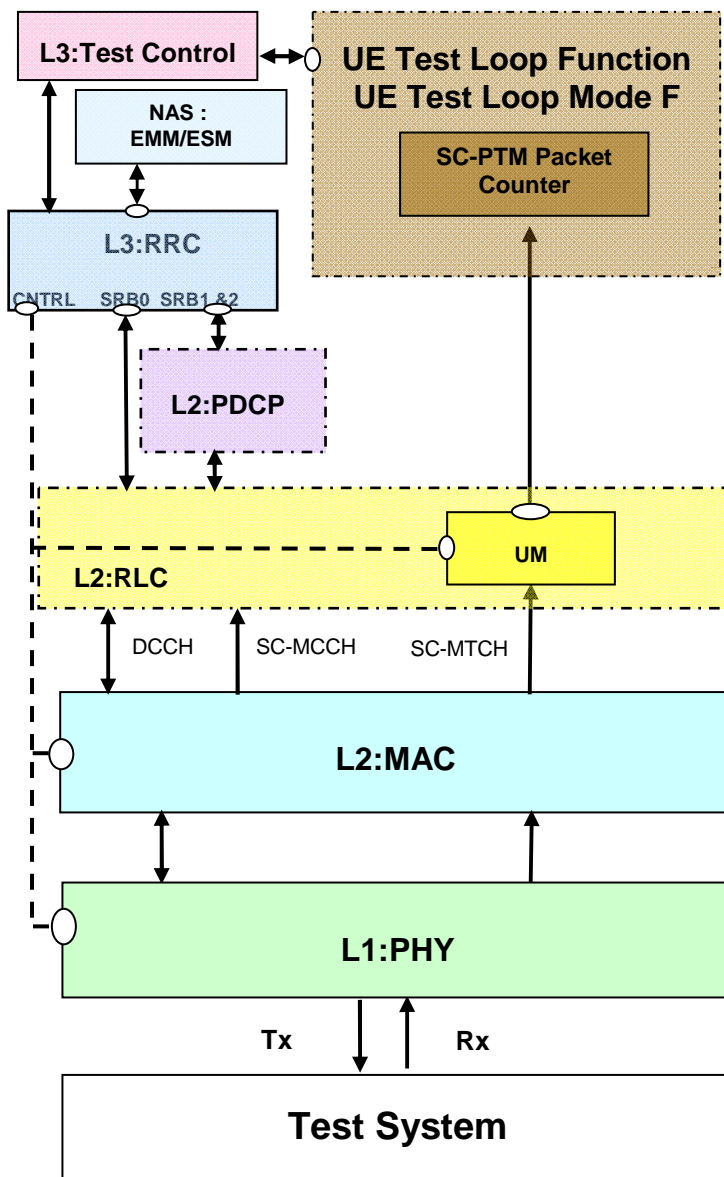 L3:Test Control
UE Test Loop Function
UE Test Loop Mode F
NAS :
EMM/ESM
SC-PTM Packet
Counter
L3:RRC
CNTRL SRB0 SRB1 &2
L2:PDCP
UM
L2:RLC
DCCH SC-MCCH SC-MTCH
L2:MAC
L1:PHY
Tx Rx
Test System